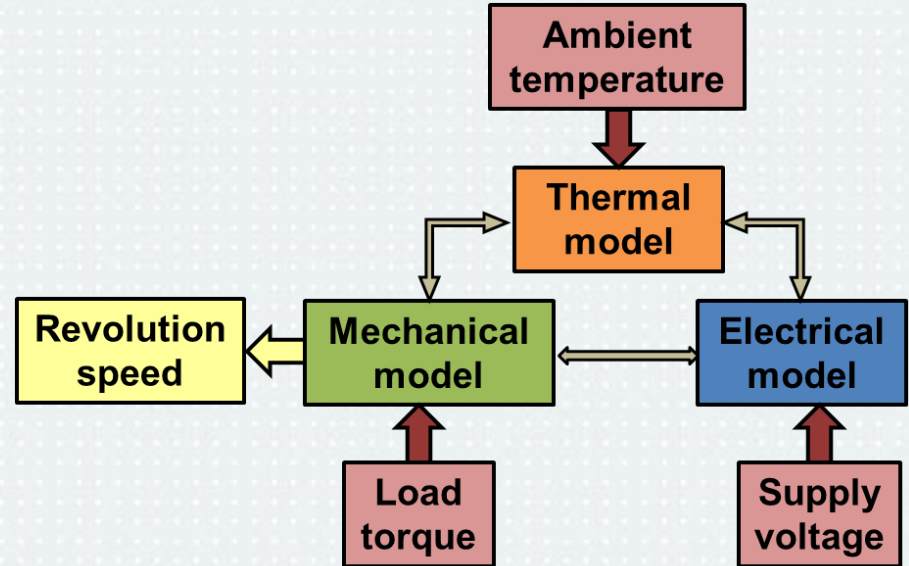 Ambient
temperature
Thermal
model
Revolution
speed
Mechanical
model
Electrical
model
Load
torque
Supply
voltage